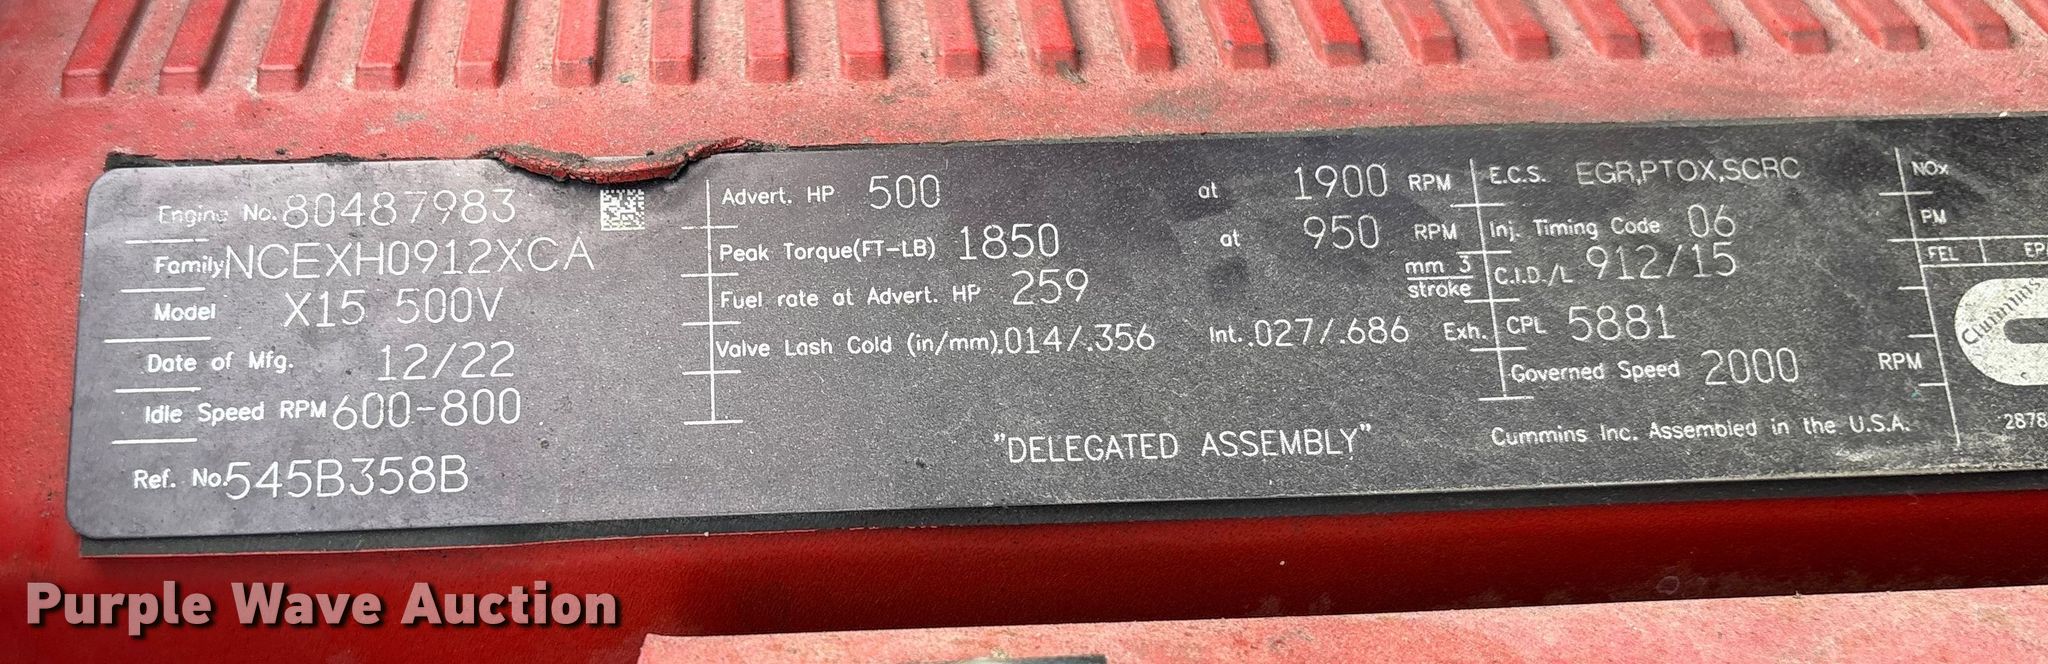 Engine No. 80487983
Family NCEXH0912XCA
Model X15 500V
Date of Mfg. 12/22
Idle Speed RPM 600-800
Ref. No. 545B358B
Advert. HP 500 at 1900 RPM
Peak Torque(FT-LB) 1850 at 950 RPM
Fuel rate at Advert. HP 259 mm 3
stroke
Valve Lash Cold (in/mm) .014/.356 Int. .027/.686 Exh.
"DELEGATED ASSEMBLY"
E.C.S. EGR,PTOX,SCRC
Inj. Timing Code 06
C.I.D./L 912/15
CPL 5881
Governed Speed 2000 RPM
Cummins Inc. Assembled in the U.S.A.
NOx
PM
FEL
Cummins
2878
Purple Wave Auction